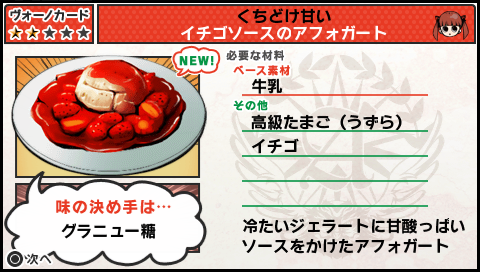 ヴォーノカード
くちどけ甘い
イチゴソースのアフォガート
NEW!
必要な材料
ベース素材
牛乳
その他
高級たまご（うずら）
イチゴ
味の決め手は…
グラニュー糖
冷たいジェラートに甘酸っぱい
ソースをかけたアフォガート
次へ